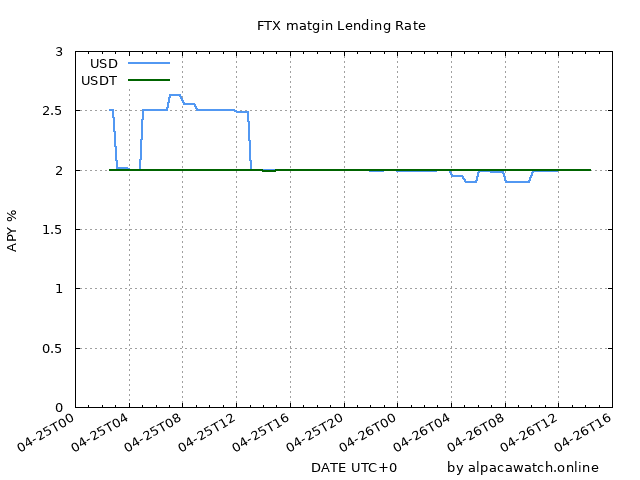 FTX matgin Lending Rate
USD
USDT
3
2.5
2
1.5
1
0.5
0
APY %
04-25T00
04-25T04
04-25T08
04-25T12
04-25T16
04-25T20
04-26T00
04-26T04
04-26T08
04-26T12
04-26T16
DATE UTC+0
by alpacawatch.online